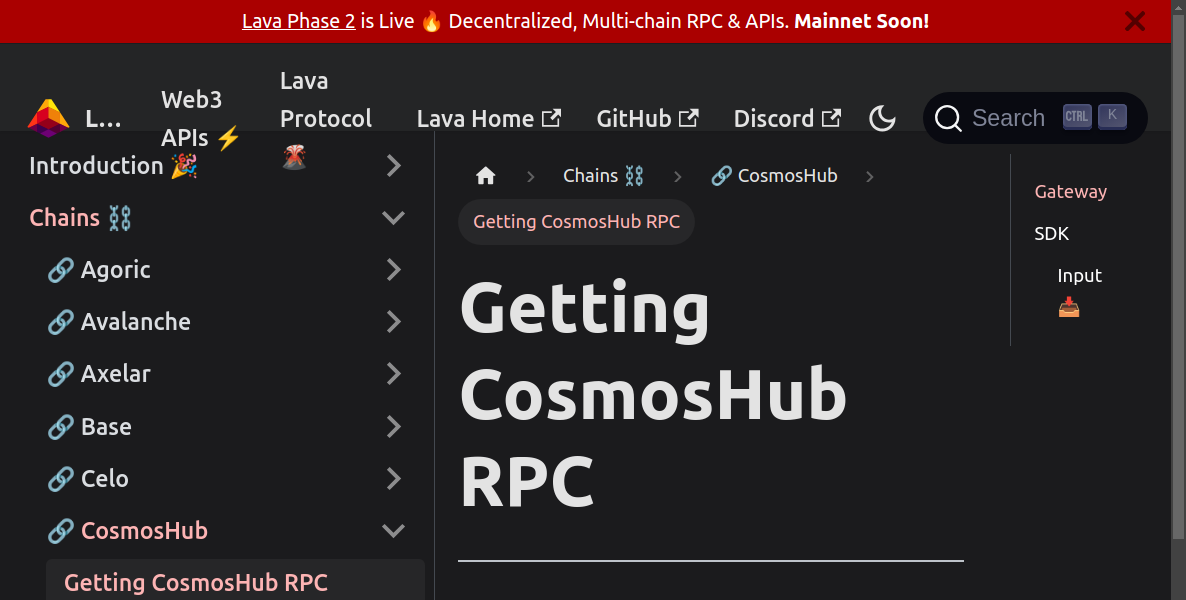 Lava Phase 2 is Live 🔥 Decentralized, Multi-chain RPC & APIs. Mainnet Soon!
L...
Web3
APIs ⚡
Lava
Protocol
🌋
Lava Home
GitHub
Discord
Search
CTRL
K
Introduction 🎉
Chains ⛓️
🔗 Agoric
🔗 Avalanche
🔗 Axelar
🔗 Base
🔗 Celo
🔗 CosmosHub
Getting CosmosHub RPC
Chains ⛓️
🔗 CosmosHub
Getting CosmosHub RPC
Getting
CosmosHub
RPC
Gateway
SDK
Input
📥